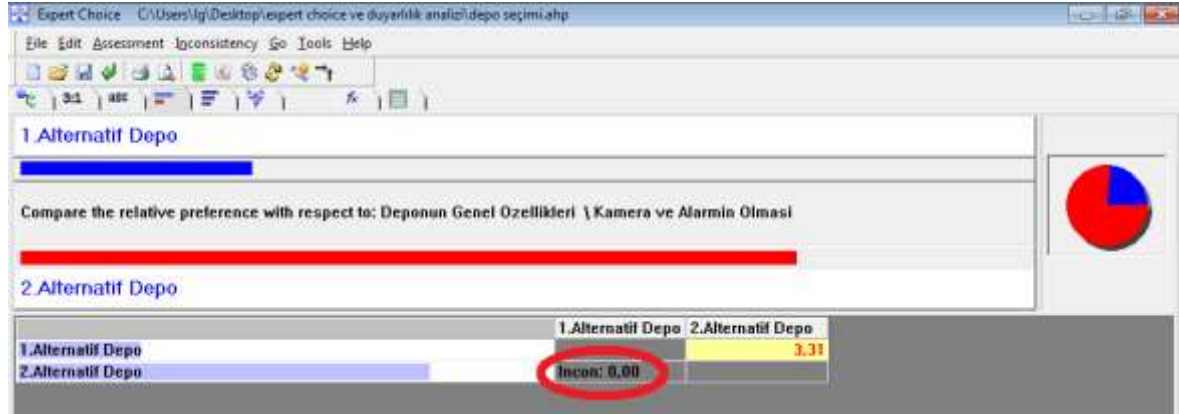 Expert Choice C:\Users\lg\Desktop\expert choice ve duyarlılık analizi\depo seçimi.ahp
File Edit Assessment Inconsistency Go Tools Help
3:1 ABC
1.Alternatif Depo
Compare the relative preference with respect to: Deponun Genel Ozellikleri \ Kamera ve Alarmin Olmasi
2.Alternatif Depo
1.Alternatif Depo 2.Alternatif Depo
1.Alternatif Depo 3,31
2.Alternatif Depo Incon: 0,00